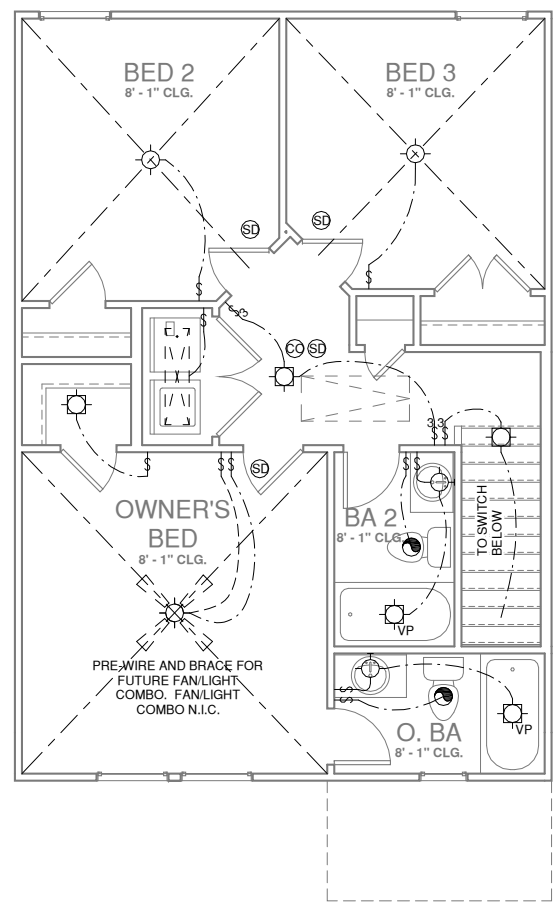 BED 2
8' - 1" CLG.
BED 3
8' - 1" CLG.
SD
SD
$
$
$3
$
CO SD
33
$$
$
$$
SD
$$
OWNER'S
BED
8' - 1" CLG.
BA 2
8' - 1" CLG.
TO SWITCH
BELOW
VP
PRE-WIRE AND BRACE FOR
FUTURE FAN/LIGHT
COMBO. FAN/LIGHT
COMBO N.I.C.
$$
O. BA
8' - 1" CLG.
VP